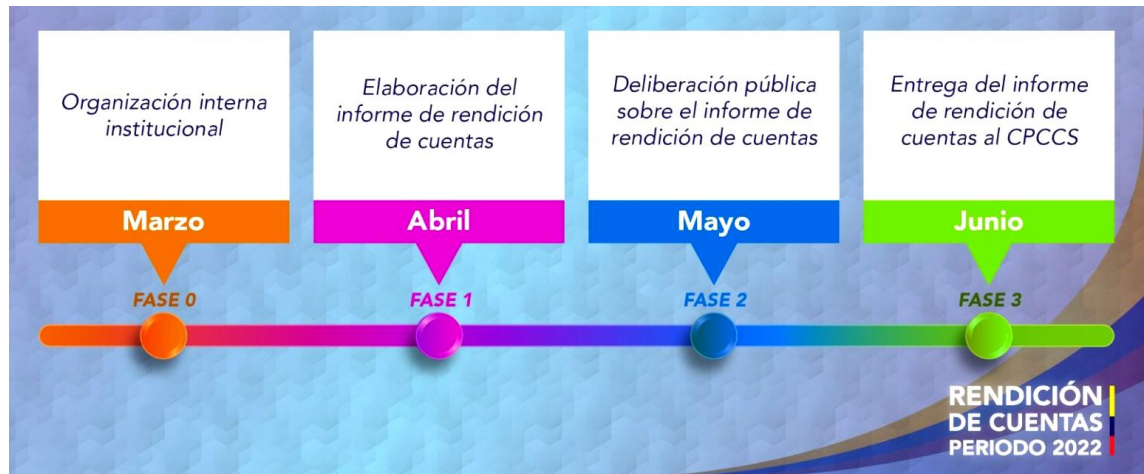 Organización interna
institucional
Marzo
FASE 0
Elaboración del
informe de rendición
de cuentas
Abril
FASE 1
Deliberación pública
sobre el informe de
rendición de cuentas
Mayo
FASE 2
Entrega del informe
de rendición de
cuentas al CPCCS
Junio
FASE 3
RENDICIÓN
DE CUENTAS
PERIODO 2022